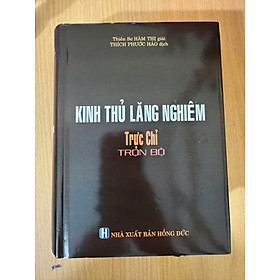 Thiền Sư HÀM THỊ giải
THÍCH PHƯỚC HẢO dịch
KINH THỦ LĂNG NGHIÊM
Trực Chỉ
TRỌN BỘ
NHÀ XUẤT BẢN HỒNG ĐỨC